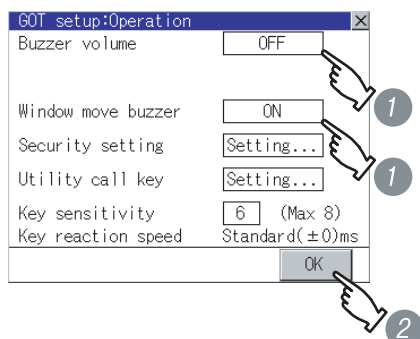 GOT setup:Operation ×
Buzzer volume OFF
1
Window move buzzer ON
Security setting Setting...
1
Utility call key Setting...
Key sensitivity 6 (Max 8)
Key reaction speed Standard(±0)ms
OK
2